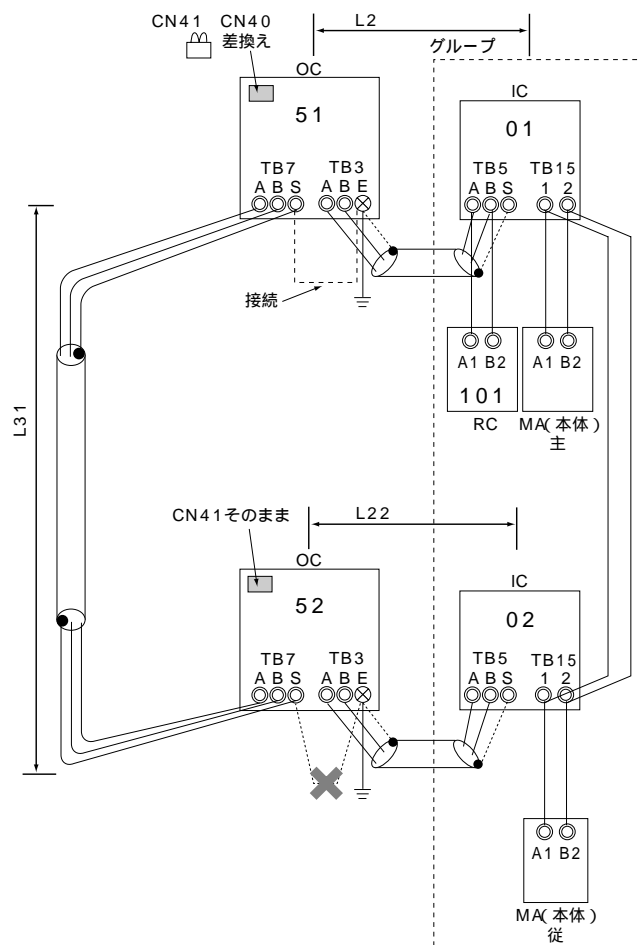 CN41 CN40
差換え
L2
グループ
OC
IC
51
01
TB7 TB3
A B S A B E
TB5 TB15
A B S 1 2
接続
L31
A1 B2
101
RC
A1 B2
MA(本体)
主
CN41そのまま
L22
OC
IC
52
02
TB7 TB3
A B S A B E
TB5 TB15
A B S 1 2
A1 B2
MA(本体)
従